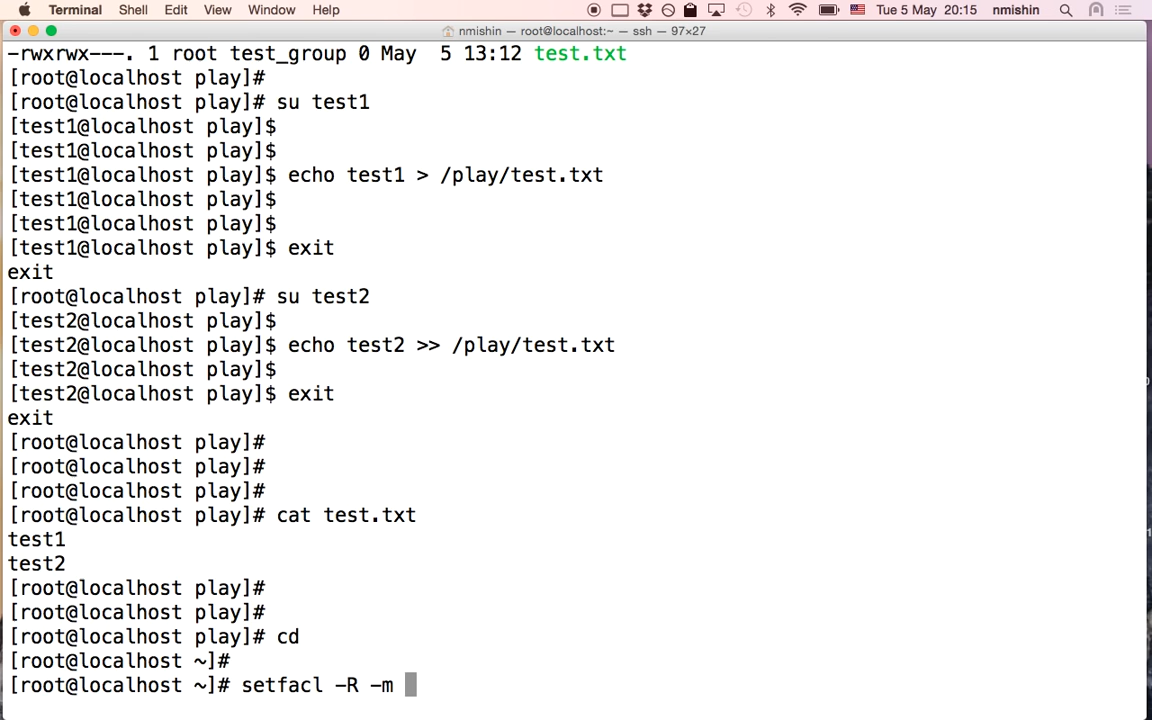 Terminal Shell Edit View Window Help Tue 5 May 20:15 nmishin
nmishin — root@localhost:~ — ssh — 97×27
-rwxrwx---. 1 root test_group 0 May  5 13:12 test.txt
[root@localhost play]#
[root@localhost play]# su test1
[test1@localhost play]$
[test1@localhost play]$
[test1@localhost play]$ echo test1 > /play/test.txt
[test1@localhost play]$
[test1@localhost play]$
[test1@localhost play]$ exit
exit
[root@localhost play]# su test2
[test2@localhost play]$
[test2@localhost play]$ echo test2 >> /play/test.txt
[test2@localhost play]$
[test2@localhost play]$ exit
exit
[root@localhost play]#
[root@localhost play]#
[root@localhost play]#
[root@localhost play]# cat test.txt
test1
test2
[root@localhost play]#
[root@localhost play]#
[root@localhost play]# cd
[root@localhost ~]#
[root@localhost ~]# setfacl -R -m